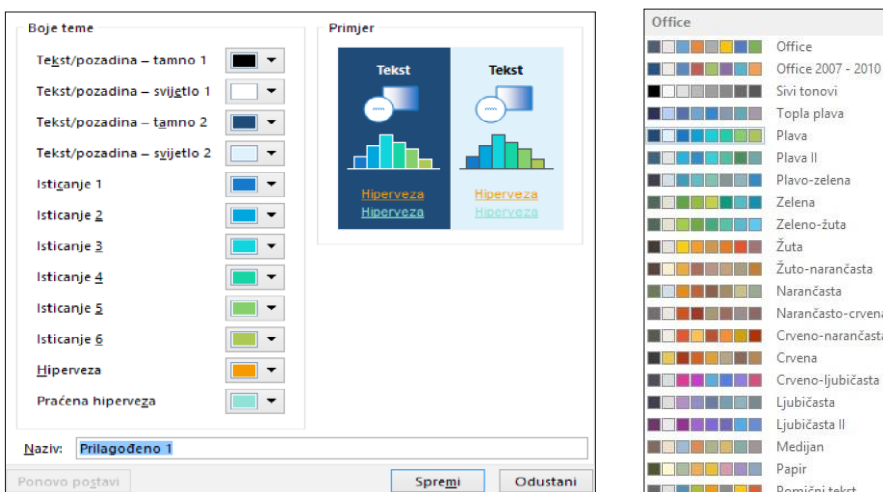 Boje teme
Tekst/pozadina – tamno 1
Tekst/pozadina – svijetlo 1
Tekst/pozadina – tamno 2
Tekst/pozadina – svijetlo 2
Isticanje 1
Isticanje 2
Isticanje 3
Isticanje 4
Isticanje 5
Isticanje 6
Hiperveza
Praćena hiperveza
Primjer
Tekst Tekst
Hiperveza Hiperveza
Hiperveza Hiperveza
Naziv: Prilagođeno 1
Ponovo postavi Spremi Odustani
Office
Office
Office 2007 - 2010
Sivi tonovi
Topla plava
Plava
Plava II
Plavo-zelena
Zelena
Zeleno-žuta
Žuta
Žuto-narančasta
Narančasta
Narančasto-crvena
Crveno-narančasta
Crvena
Crveno-ljubičasta
Ljubičasta
Ljubičasta II
Medijan
Papir
Pomični tekst